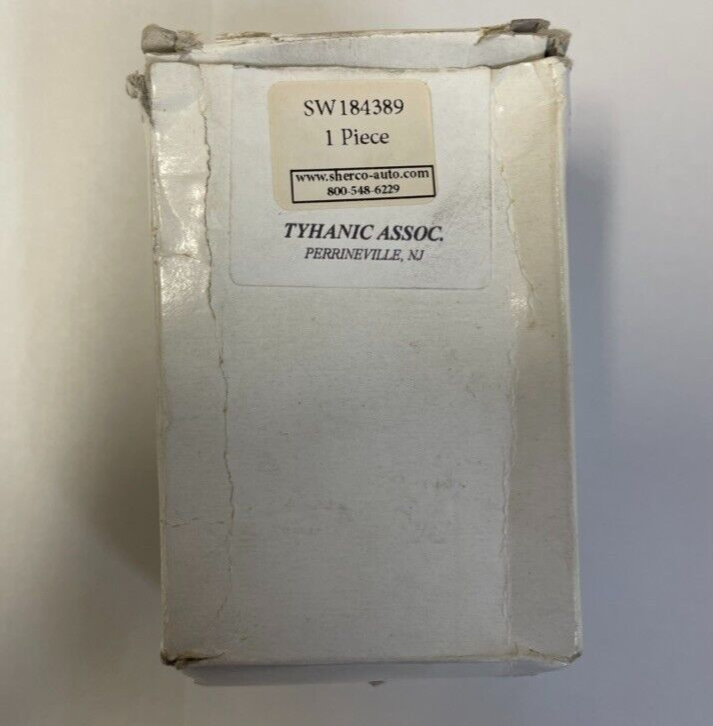 SW184389
1 Piece
www.sherco-auto.com
800-548-6229
TYHANIC ASSOC.
PERRINEVILLE, NJ